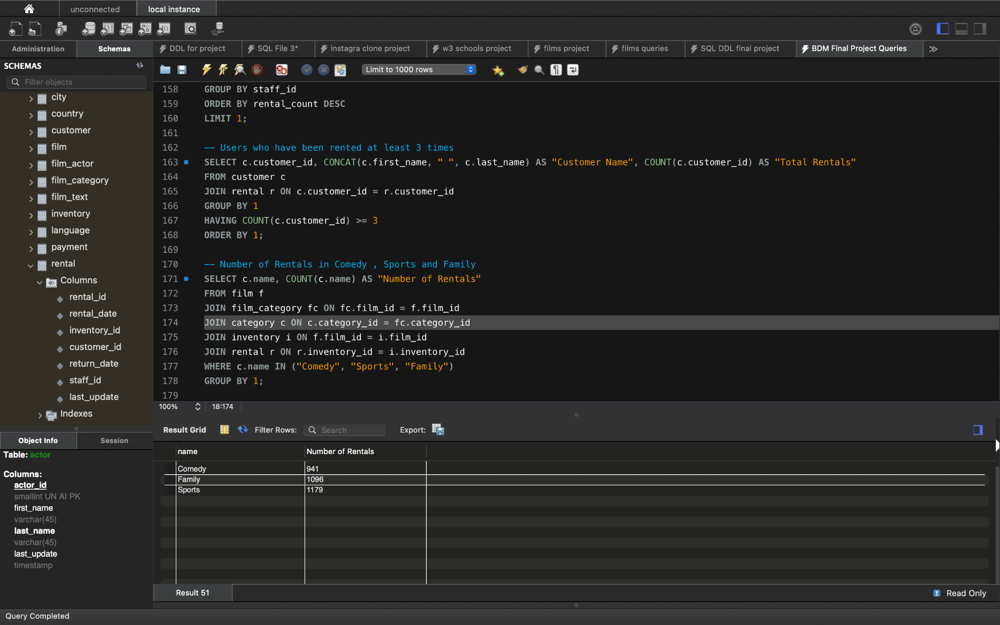 unconnected
local instance
Administration
Schemas
DDL for project
SQL File 3*
instagra clone project
w3 schools project
films project
films queries
SQL DDL final project
BDM Final Project Queries
SCHEMAS
Filter objects
city
country
customer
film
film_actor
film_category
film_text
inventory
language
payment
rental
Columns
rental_id
rental_date
inventory_id
customer_id
return_date
staff_id
last_update
Indexes
Object Info
Session
Table: actor
Columns:
actor_id
smallint UN AI PK
first_name
varchar(45)
last_name
varchar(45)
last_update
timestamp
Limit to 1000 rows
158 GROUP BY staff_id
159 ORDER BY rental_count DESC
160 LIMIT 1;
161
162 -- Users who have been rented at least 3 times
163 SELECT c.customer_id, CONCAT(c.first_name, " ", c.last_name) AS "Customer Name", COUNT(c.customer_id) AS "Total Rentals"
164 FROM customer c
165 JOIN rental r ON c.customer_id = r.customer_id
166 GROUP BY 1
167 HAVING COUNT(c.customer_id) >= 3
168 ORDER BY 1;
169
170 -- Number of Rentals in Comedy , Sports and Family
171 SELECT c.name, COUNT(c.name) AS "Number of Rentals"
172 FROM film f
173 JOIN film_category fc ON fc.film_id = f.film_id
174 JOIN category c ON c.category_id = fc.category_id
175 JOIN inventory i ON f.film_id = i.film_id
176 JOIN rental r ON r.inventory_id = i.inventory_id
177 WHERE c.name IN ("Comedy", "Sports", "Family")
178 GROUP BY 1;
179
100% 18:174
Result Grid Filter Rows: Search Export:
name Number of Rentals
Comedy 941
Family 1096
Sports 1179
Result 51
Read Only
Query Completed